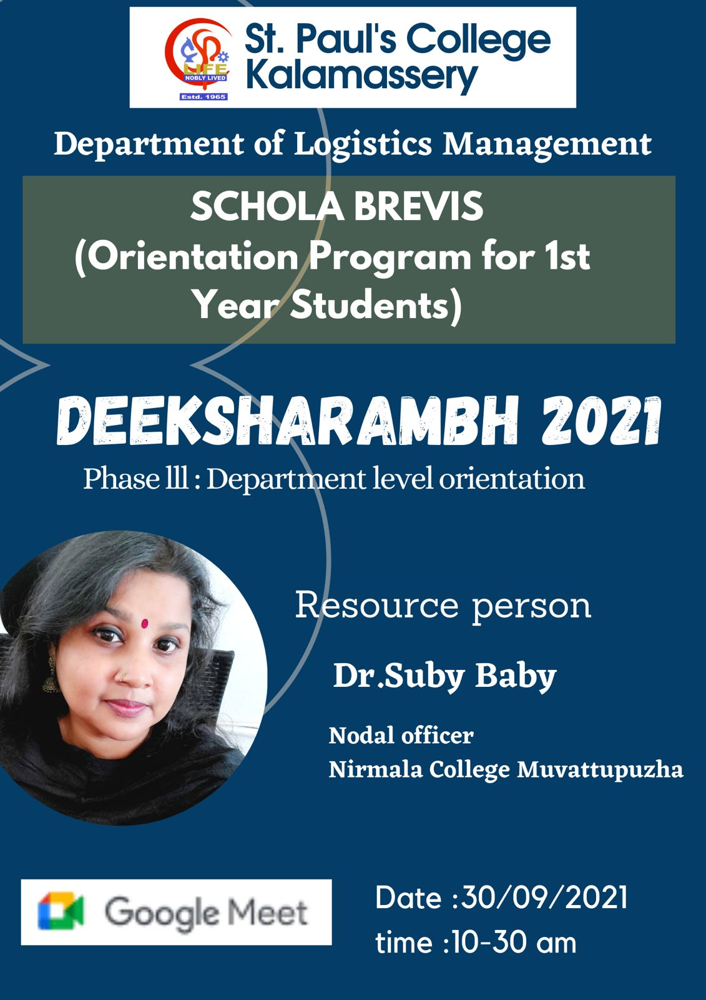 St. Paul's College
Kalamassery
LIFE
NOBLY LIVED
Estd. 1965
Department of Logistics Management
SCHOLA BREVIS
(Orientation Program for 1st
Year Students)
DEEKSHARAMBH 2021
Phase lll : Department level orientation
Resource person
Dr.Suby Baby
Nodal officer
Nirmala College Muvattupuzha
Google Meet
Date :30/09/2021
time :10-30 am